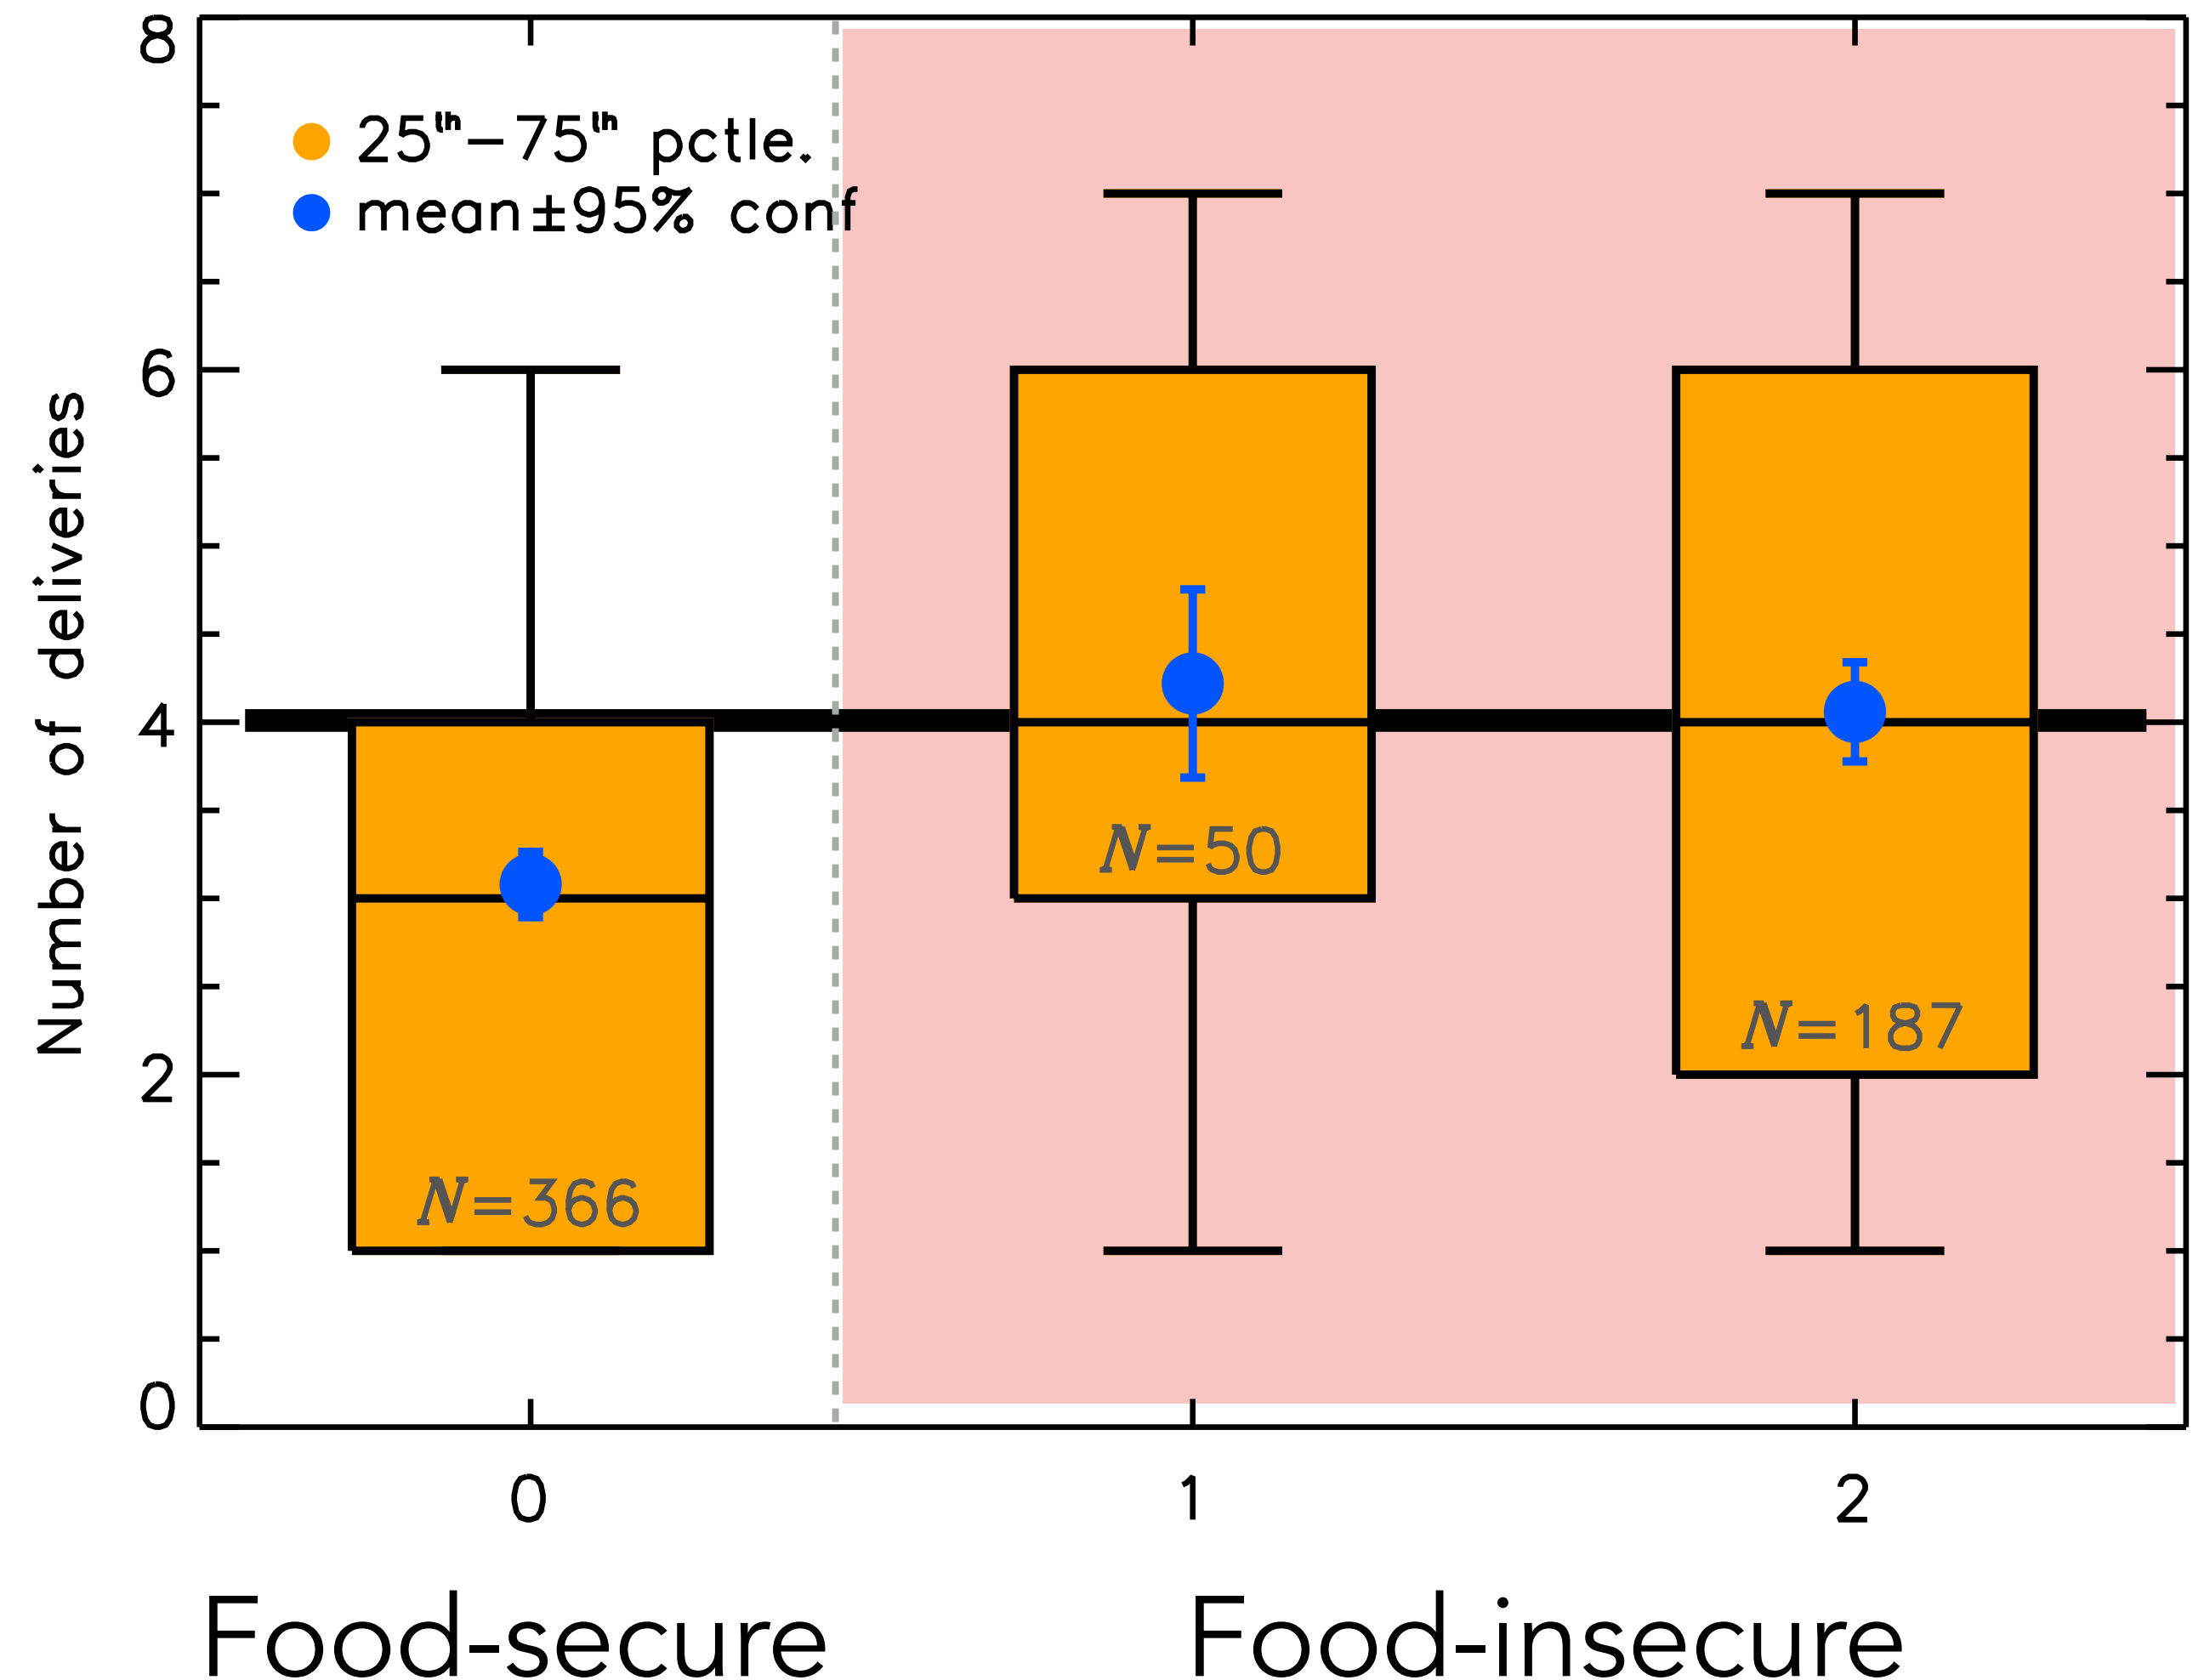 8
25th–75th pctle.
mean±95% conf
6
4
2
0
Number of deliveries
N=366
N=50
N=187
0 1 2
Food-secure Food-insecure